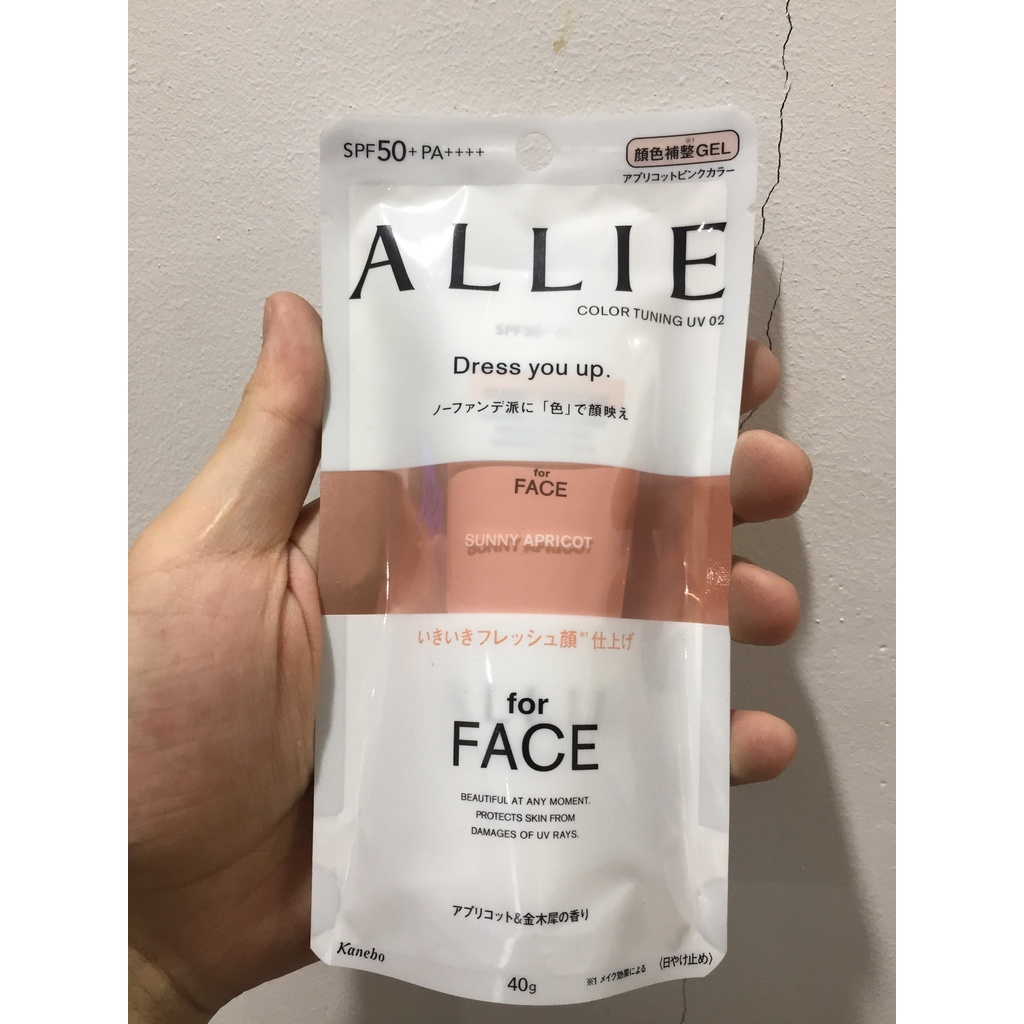 SPF50+ PA++++
※1
顔色補整GEL
アプリコットピンクカラー
ALLIE
COLOR TUNING UV 02
Dress you up.
ノーファンデ派に「色」で顔映え
for
FACE
SUNNY APRICOT
いきいきフレッシュ顔※1仕上げ
for
FACE
BEAUTIFUL AT ANY MOMENT.
PROTECTS SKIN FROM
DAMAGES OF UV RAYS.
アプリコット&金木犀の香り
Kanebo
40g
※1 メイク効果による
〈日やけ止め〉